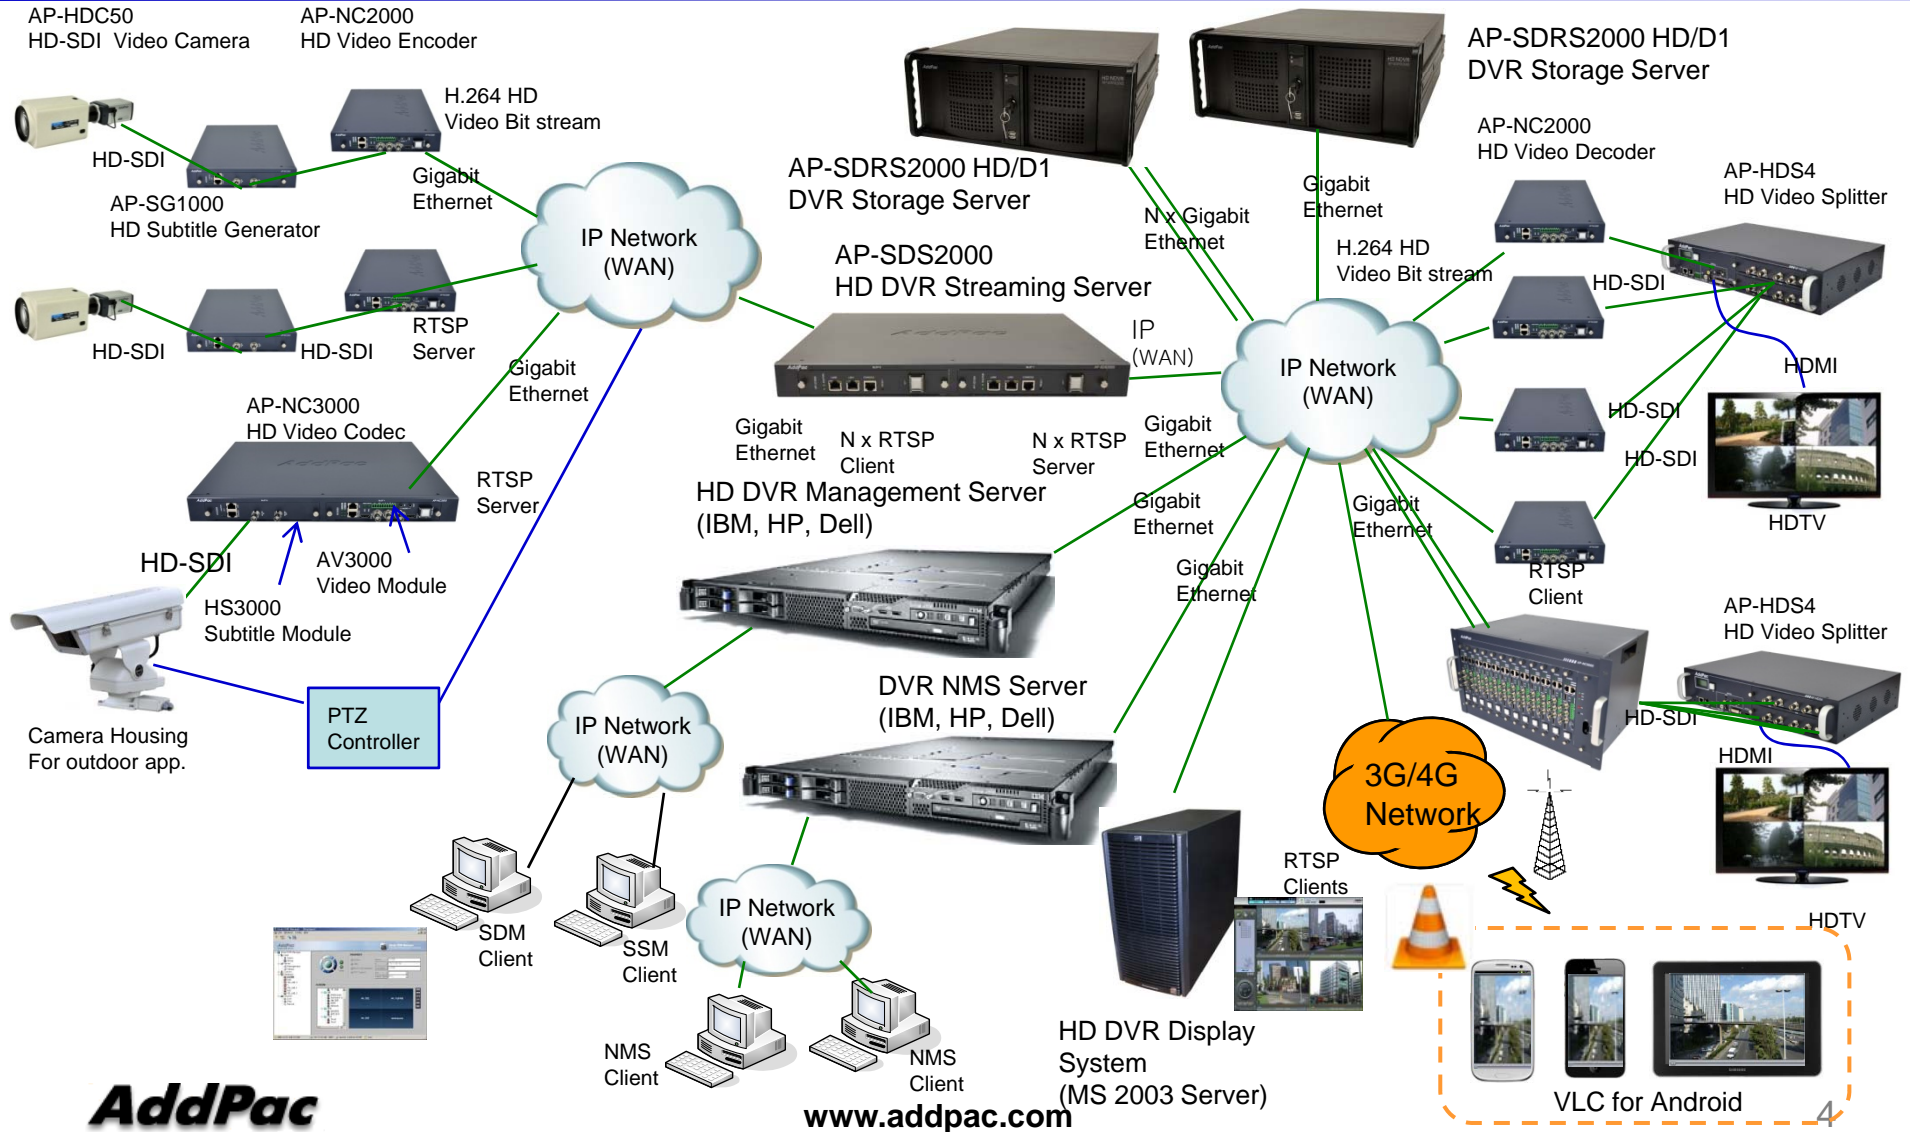 AP-HDC50
HD-SDI  Video Camera
AP-NC2000
HD Video Encoder
H.264 HD
Video Bit stream
HD-SDI
AP-SG1000
HD Subtitle Generator
Gigabit
Ethernet
IP Network
(WAN)
AP-SDRS2000 HD/D1
DVR Storage Server
AP-SDRS2000 HD/D1
DVR Storage Server
N x Gigabit
Ethernet
Gigabit
Ethernet
H.264 HD
Video Bit stream
AP-NC2000
HD Video Decoder
AP-HDS4
HD Video Splitter
HD-SDI
HD-SDI
HD-SDI
HDMI
HDTV
HD-SDI
HD-SDI
RTSP
Server
Gigabit
Ethernet
AP-SDS2000
HD DVR Streaming Server
AddPac
IP
(WAN)
IP Network
(WAN)
AP-NC3000
HD Video Codec
AddPac
RTSP
Server
HD-SDI
AV3000
Video Module
HS3000
Subtitle Module
Camera Housing
For outdoor app.
PTZ
Controller
Gigabit
Ethernet
N x RTSP
Client
N x RTSP
Server
Gigabit
Ethernet
HD DVR Management Server
(IBM, HP, Dell)
Gigabit
Ethernet
Gigabit
Ethernet
Gigabit
Ethernet
RTSP
Client
AP-HDS4
HD Video Splitter
HD-SDI
HDMI
HDTV
IP Network
(WAN)
DVR NMS Server
(IBM, HP, Dell)
3G/4G
Network
SDM
Client
SSM
Client
IP Network
(WAN)
NMS
Client
NMS
Client
RTSP
Clients
HD DVR Display
System
(MS 2003 Server)
VLC for Android
AddPac
www.addpac.com
4